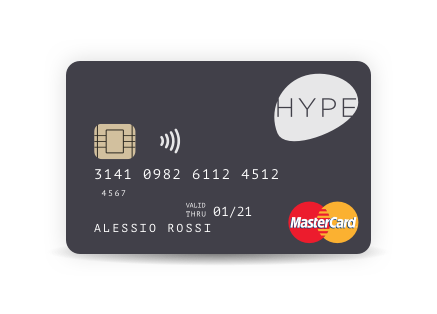 HYPE
3141 0982 6112 4512
4567
VALID
THRU 01/21
ALESSIO ROSSI
MasterCard